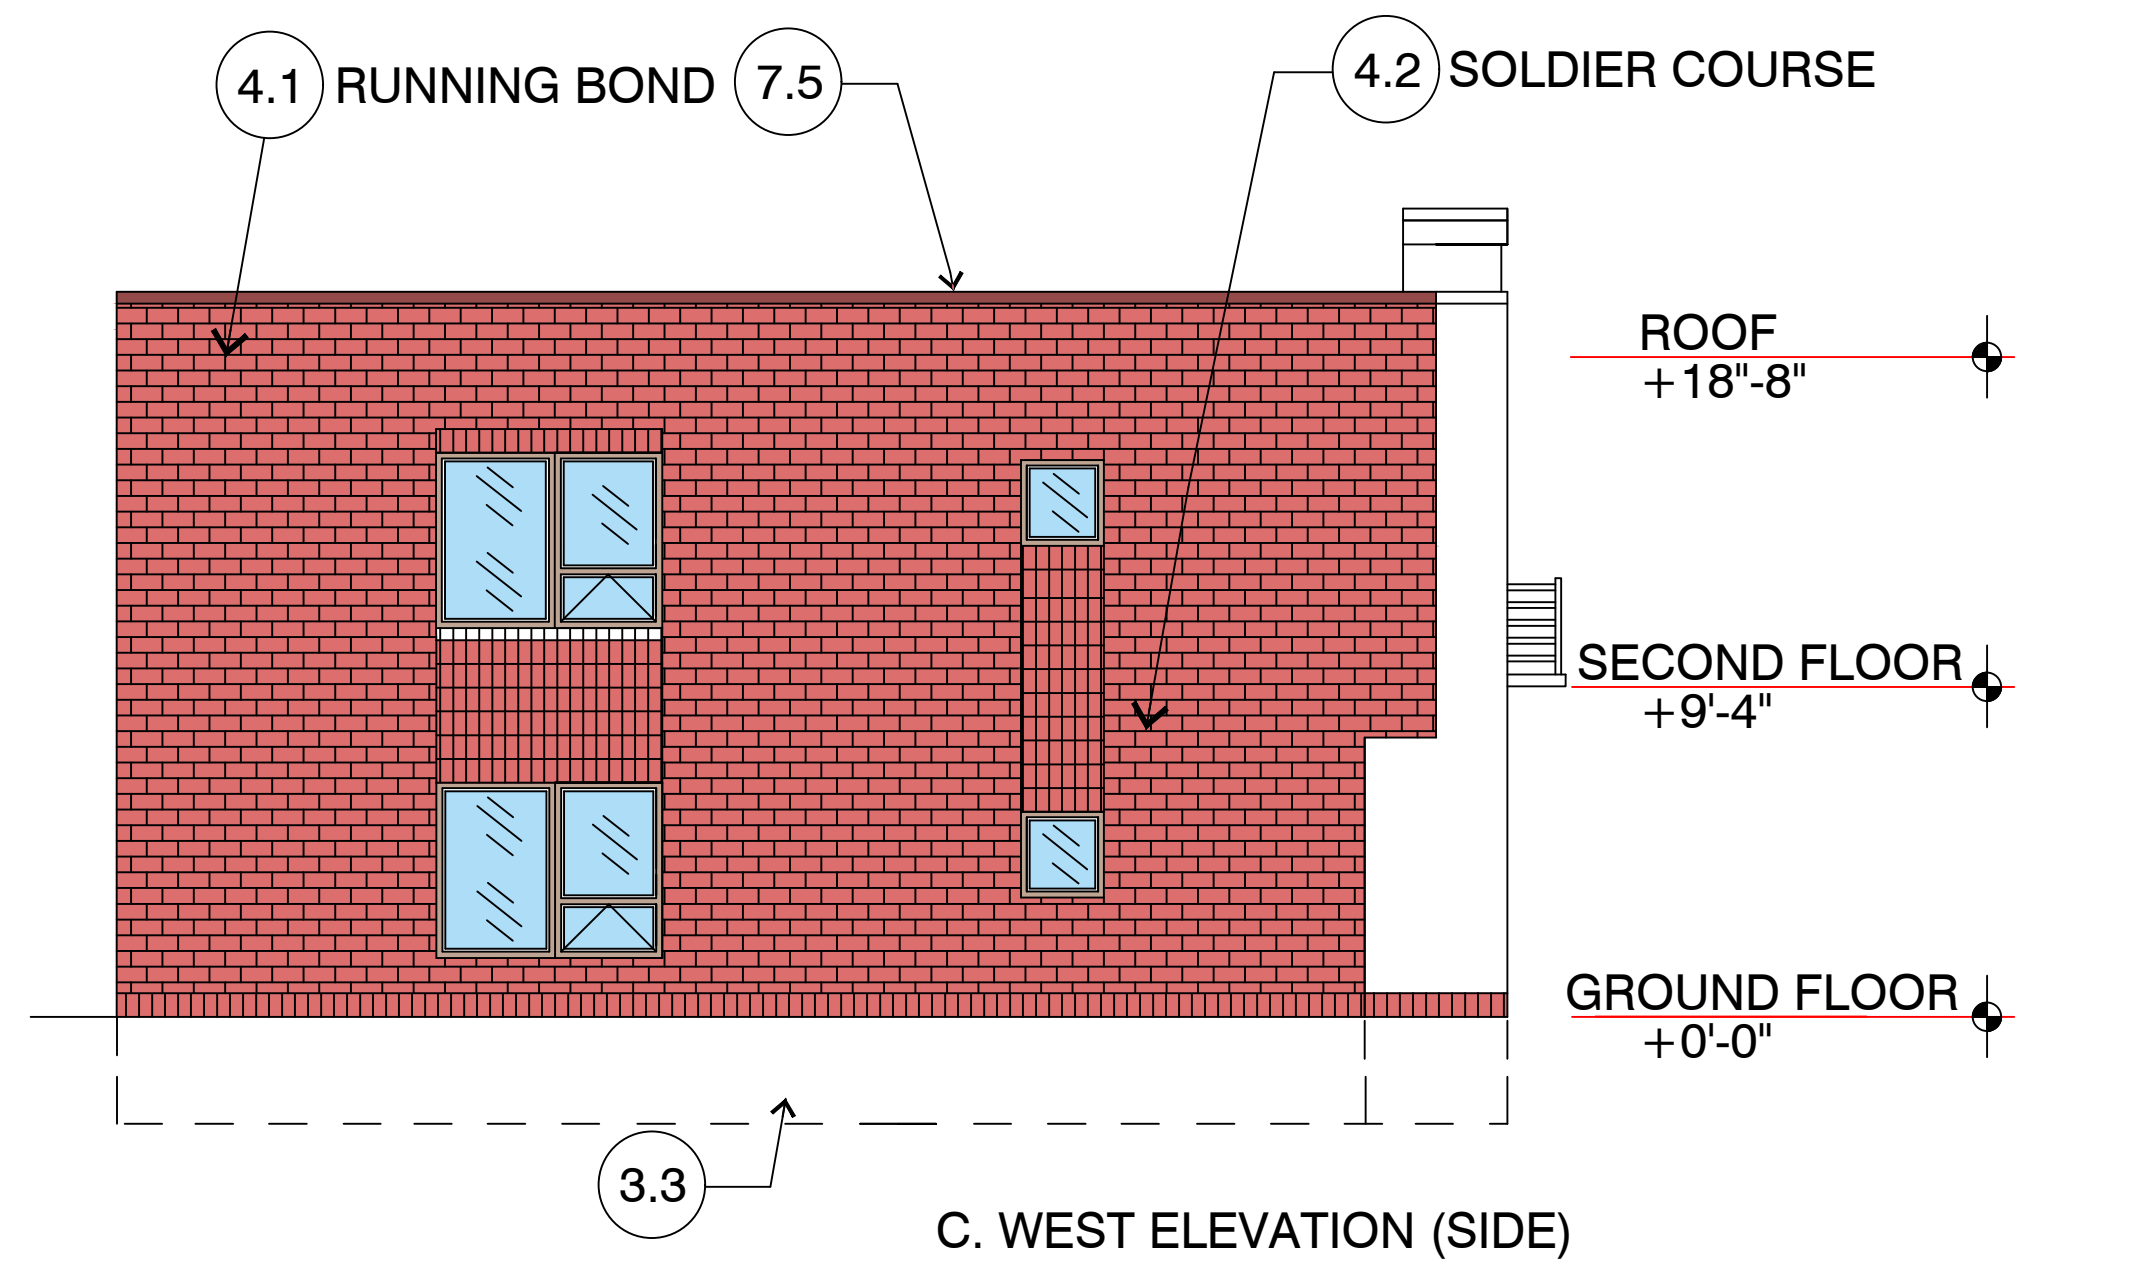 4.1 RUNNING BOND
7.5
4.2 SOLDIER COURSE
ROOF
+18"-8"
SECOND FLOOR
+9'-4"
GROUND FLOOR
+0'-0"
3.3
C. WEST ELEVATION (SIDE)